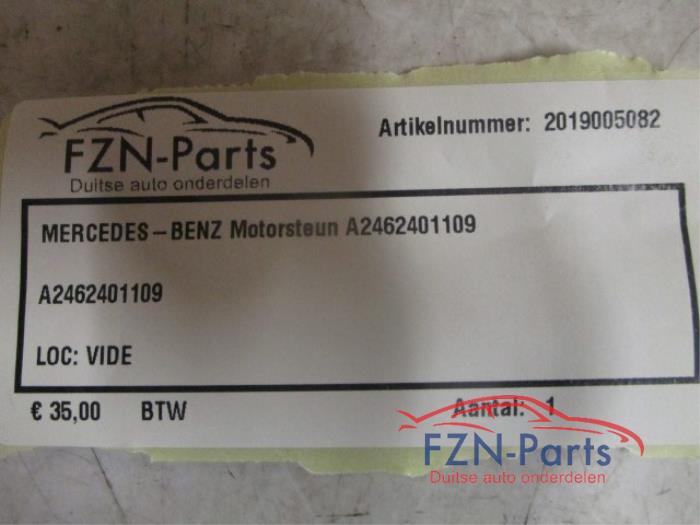 FZN-Parts
Duitse auto onderdelen
Artikelnummer: 2019005082
MERCEDES-BENZ Motorsteun A2462401109
A2462401109
LOC: VIDE
€ 35,00 BTW Aantal: 1
FZN-Parts
Duitse auto onderdelen